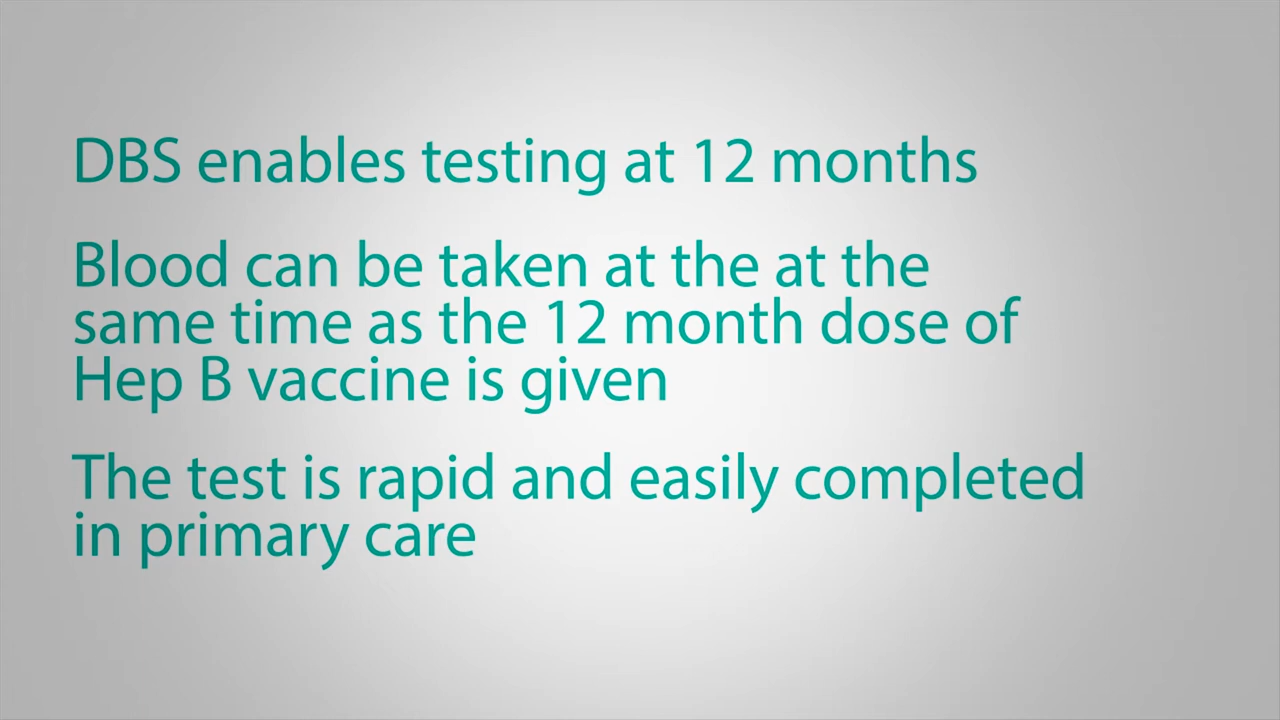 DBS enables testing at 12 months
Blood can be taken at the at the
same time as the 12 month dose of
Hep B vaccine is given
The test is rapid and easily completed
in primary care